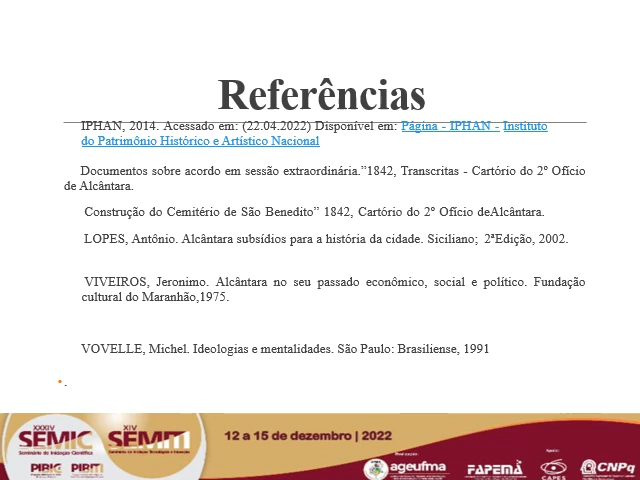 Referências
IPHAN, 2014. Acessado em: (22.04.2022) Disponível em: Página - IPHAN - Instituto
do Patrimônio Histórico e Artístico Nacional
Documentos sobre acordo em sessão extraordinária.”1842, Transcritas - Cartório do 2º Ofício
de Alcântara.
Construção do Cemitério de São Benedito” 1842, Cartório do 2º Ofício deAlcântara.
LOPES, Antônio. Alcântara subsídios para a história da cidade. Siciliano; 2ªEdição, 2002.
VIVEIROS, Jeronimo. Alcântara no seu passado econômico, social e político. Fundação
cultural do Maranhão,1975.
VOVELLE, Michel. Ideologias e mentalidades. São Paulo: Brasiliense, 1991
.
XXXIV
SEMIC
Seminário de Iniciação Científica
PIBIC PIBITI
XIV
SEMITI
12 a 15 de dezembro | 2022
ageufma
FAPEMA
CAPES
CNPq